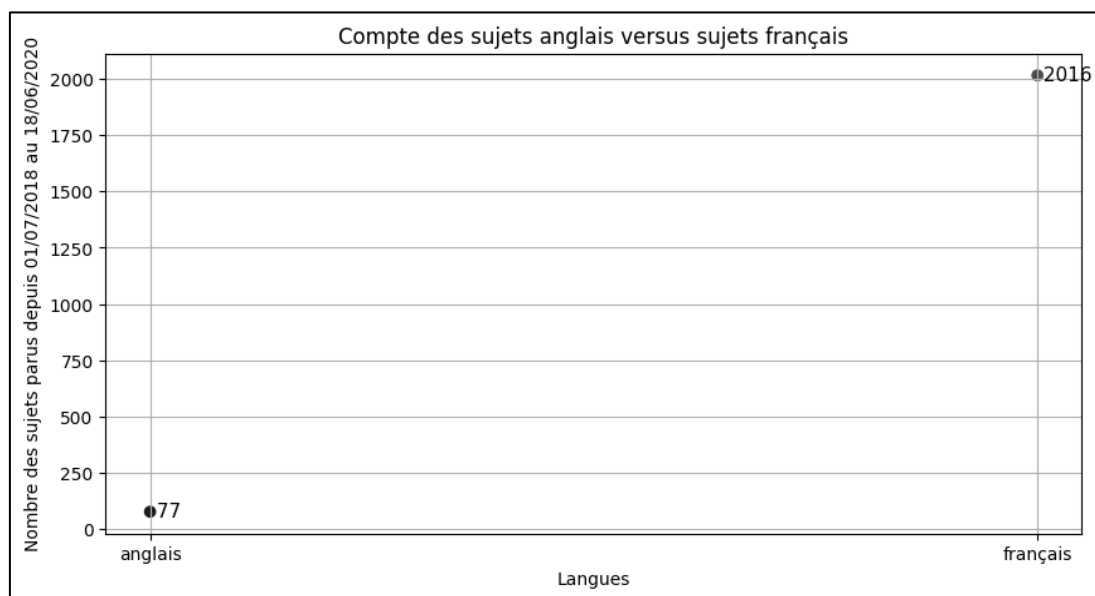 Compte des sujets anglais versus sujets français
Nombre des sujets parus depuis 01/07/2018 au 18/06/2020
2000
1750
1500
1250
1000
750
500
250
0
2016
77
anglais
français
Langues